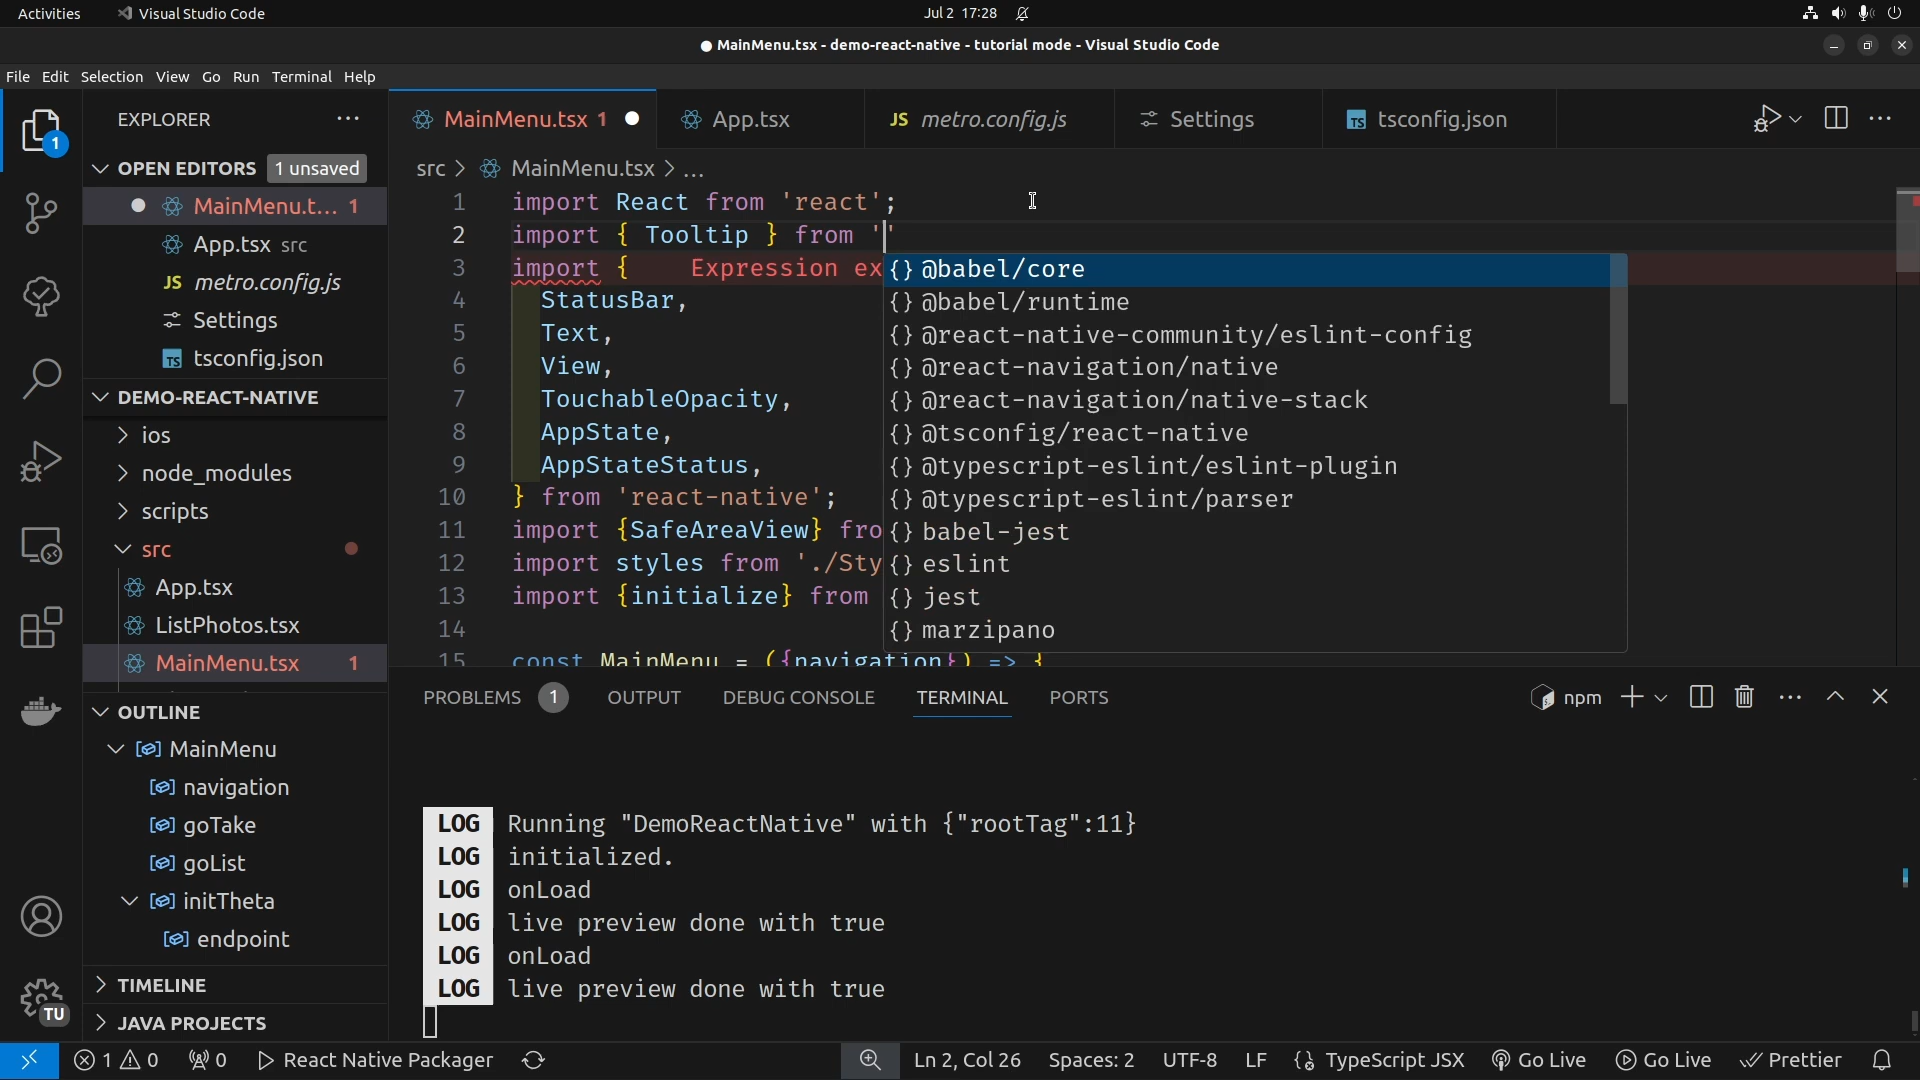 Activities
Visual Studio Code
Jul 2 17:28
● MainMenu.tsx - demo-react-native - tutorial mode - Visual Studio Code
File Edit Selection View Go Run Terminal Help
EXPLORER
1
OPEN EDITORS 1 unsaved
MainMenu.t... 1
App.tsx src
JS metro.config.js
Settings
TS tsconfig.json
DEMO-REACT-NATIVE
ios
node_modules
scripts
src
App.tsx
ListPhotos.tsx
MainMenu.tsx 1
OUTLINE
MainMenu
navigation
goTake
goList
initTheta
endpoint
TIMELINE
JAVA PROJECTS
TU
MainMenu.tsx 1
App.tsx
JS metro.config.js
Settings
TS tsconfig.json
src > MainMenu.tsx > ...
1 import React from 'react';
2 import { Tooltip } from ''
3 import { Expression ex
4 StatusBar,
5 Text,
6 View,
7 TouchableOpacity,
8 AppState,
9 AppStateStatus,
10 } from 'react-native';
11 import {SafeAreaView} fro
12 import styles from './Sty
13 import {initialize} from
14
15 const MainMenu = ({navigation}) => {
{} @babel/core
{} @babel/runtime
{} @react-native-community/eslint-config
{} @react-navigation/native
{} @react-navigation/native-stack
{} @tsconfig/react-native
{} @typescript-eslint/eslint-plugin
{} @typescript-eslint/parser
{} babel-jest
{} eslint
{} jest
{} marzipano
PROBLEMS 1 OUTPUT DEBUG CONSOLE TERMINAL PORTS
npm
LOG Running "DemoReactNative" with {"rootTag":11}
LOG initialized.
LOG onLoad
LOG live preview done with true
LOG onLoad
LOG live preview done with true
1 0 0 React Native Packager
Ln 2, Col 26 Spaces: 2 UTF-8 LF {} TypeScript JSX Go Live Go Live Prettier